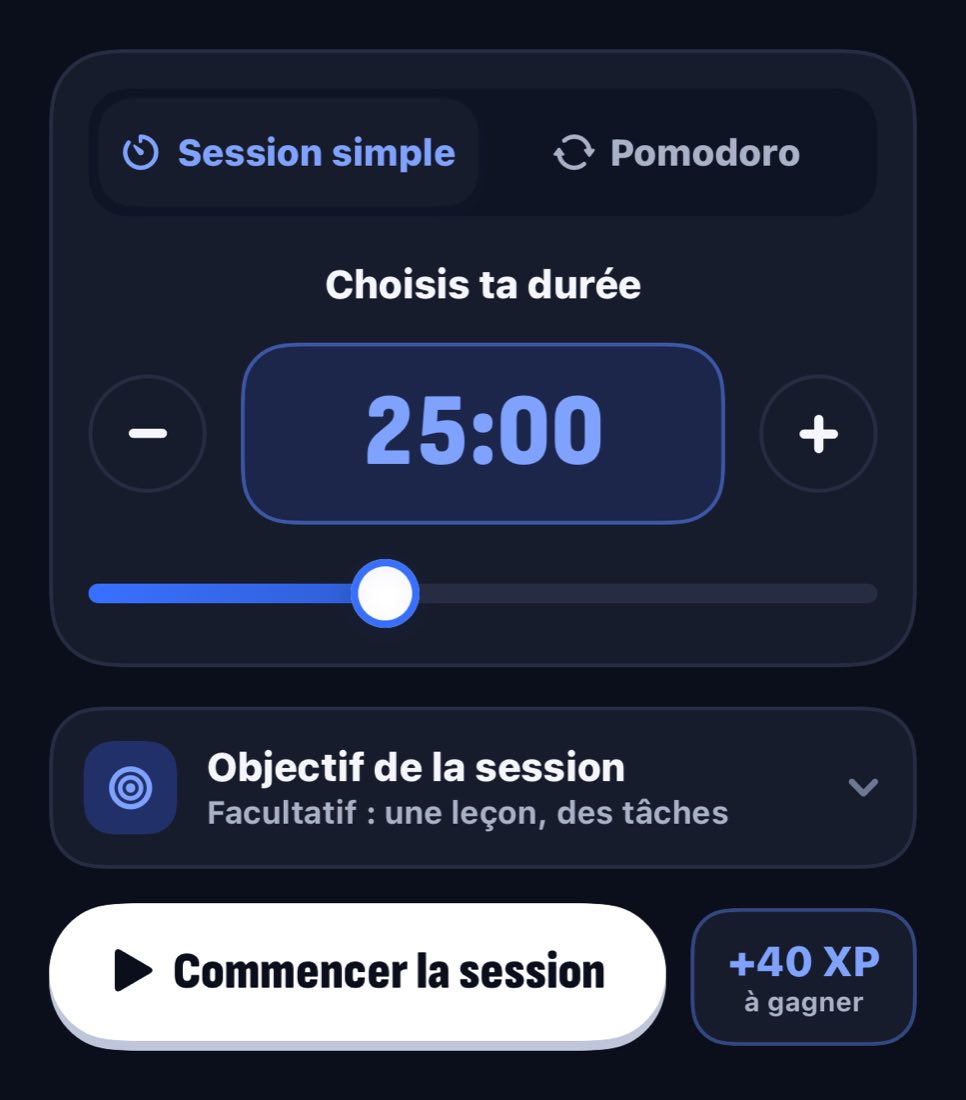 Session simple
Pomodoro
Choisis ta durée
25:00
Objectif de la session
Facultatif : une leçon, des tâches
Commencer la session
+40 XP
à gagner